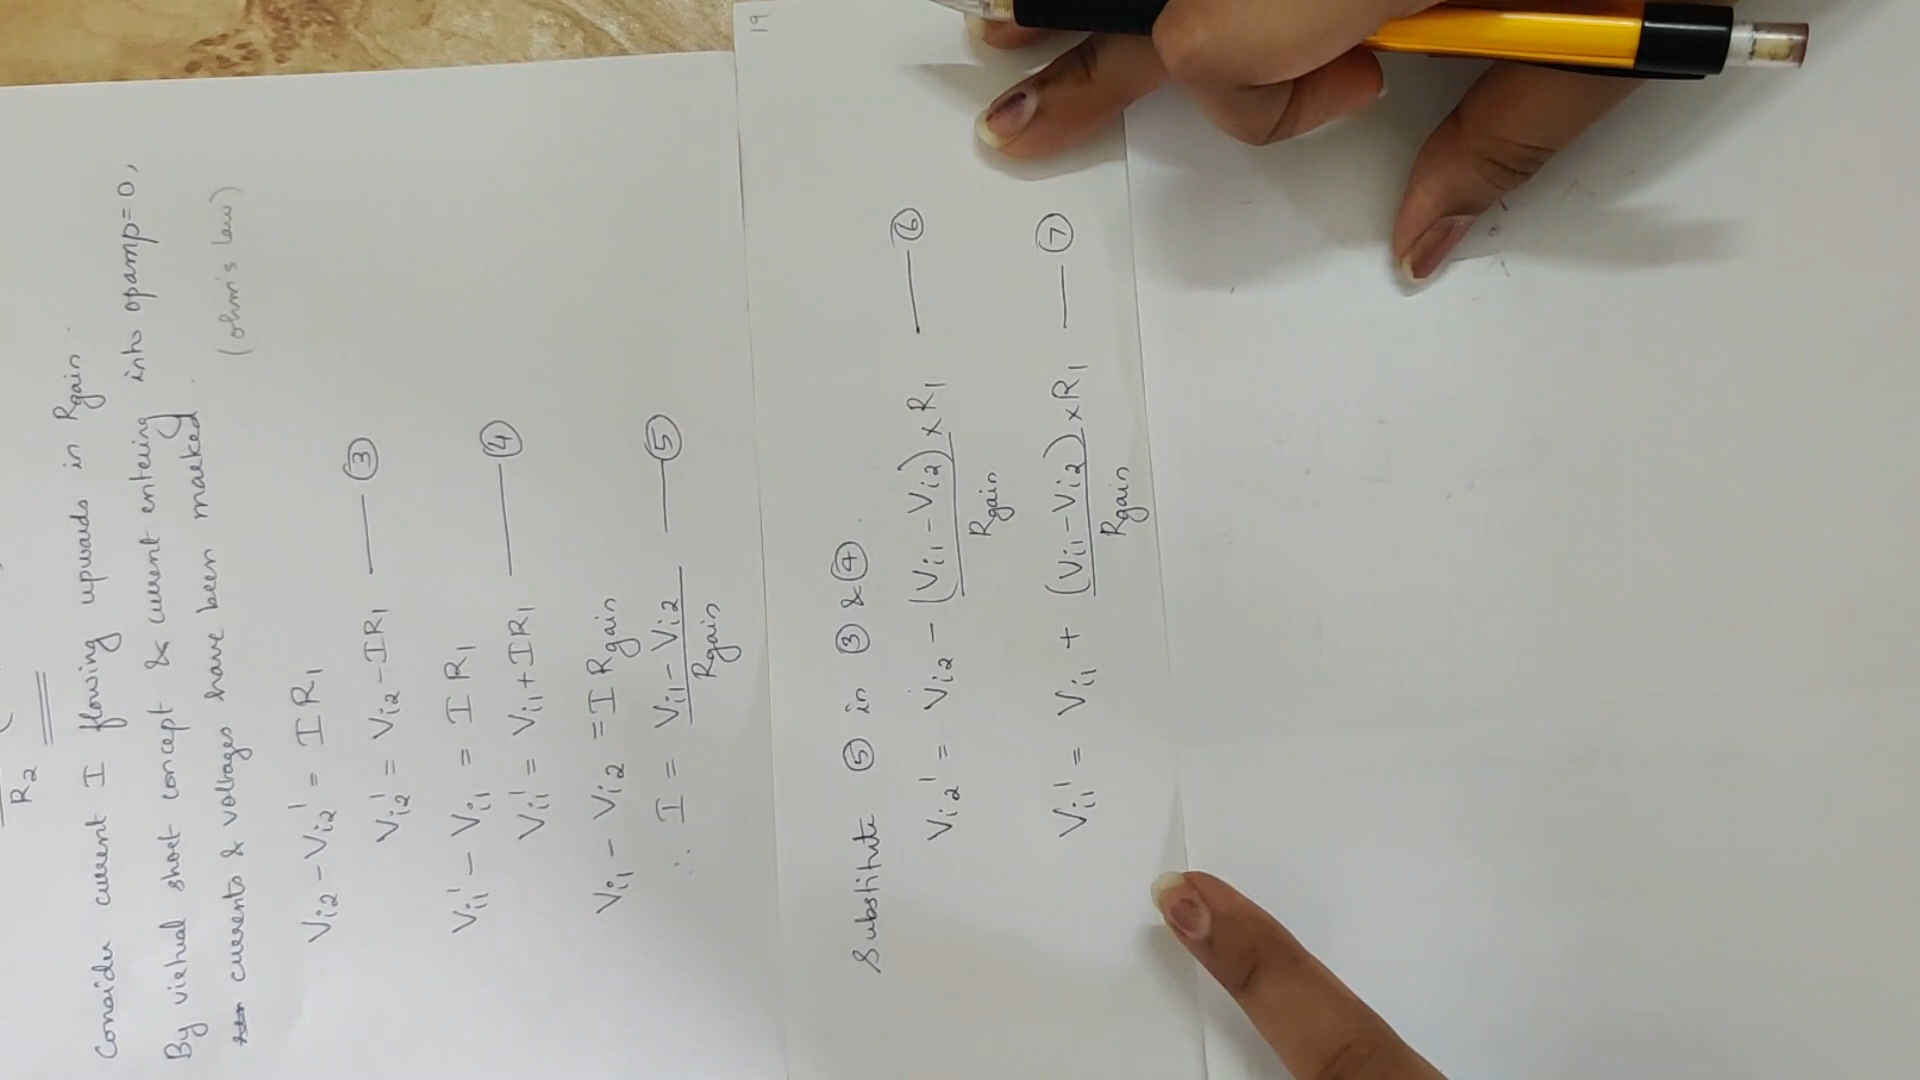 R2
Consider current I flowing upwards in Rgain.
By virtual short concept & current entering into opamp=0,
currents & voltages have been marked. (ohm's law)
Vi2 - Vi2' = IR1
Vi2' = Vi2 - IR1 — ③
Vi1' - Vi1 = IR1
Vi1' = Vi1 + IR1 — ④
Vi1 - Vi2 = IRgain
∴ I = (Vi1 - Vi2) / Rgain — ⑤
19
Substitute ⑤ in ③ & ④.
Vi2' = Vi2 - (Vi1 - Vi2) / Rgain × R1 — ⑥
Vi1' = Vi1 + (Vi1 - Vi2) / Rgain × R1 — ⑦